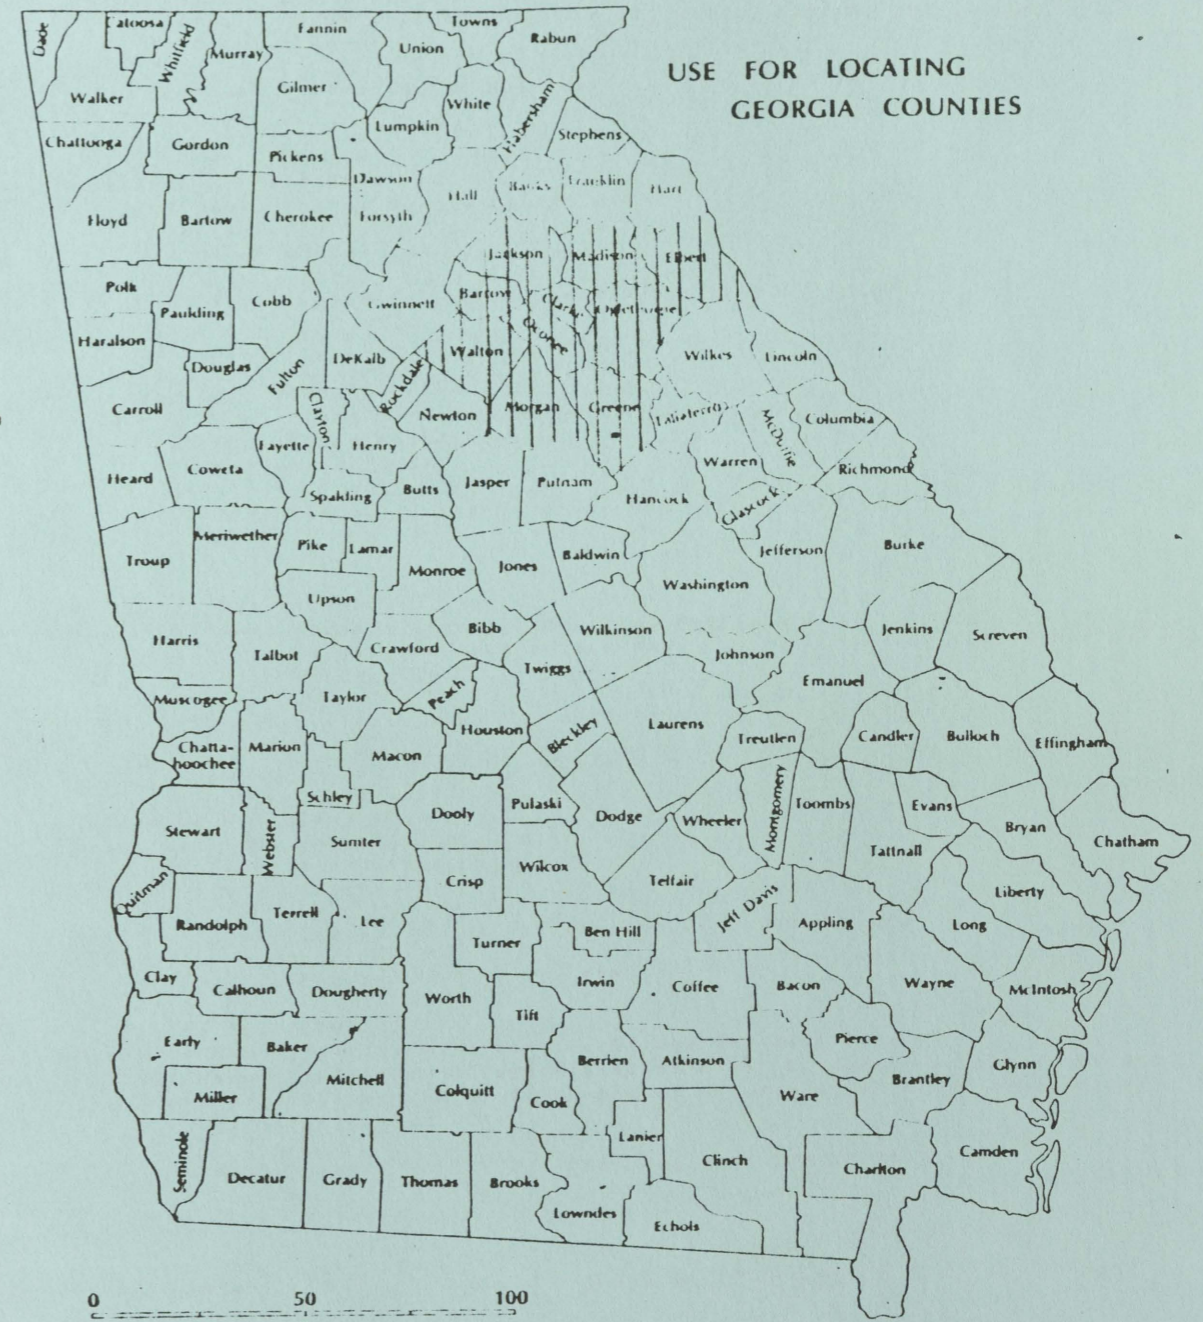 USE FOR LOCATING
GEORGIA COUNTIES
Dade
Catoosa
Whitfield
Murray
Fannin
Union
Towns
Rabun
Walker
Gilmer
White
Habersham
Lumpkin
Stephens
Chattooga
Gordon
Pickens
Dawson
Hall
Banks
Franklin
Hart
Floyd
Bartow
Cherokee
Forsyth
Jackson
Madison
Elbert
Polk
Paulding
Cobb
Gwinnett
Barrow
Clarke
Oglethorpe
Oconee
Haralson
Douglas
Fulton
DeKalb
Rockdale
Walton
Wilkes
Lincoln
Carroll
Clayton
Newton
Morgan
Greene
Taliaferro
McDuffie
Columbia
Fayette
Henry
Heard
Coweta
Spalding
Butts
Jasper
Putnam
Hancock
Warren
Glascock
Richmond
Troup
Meriwether
Pike
Lamar
Monroe
Jones
Baldwin
Washington
Jefferson
Burke
Upson
Harris
Talbot
Crawford
Bibb
Twiggs
Wilkinson
Johnson
Jenkins
Screven
Muscogee
Taylor
Peach
Houston
Bleckley
Laurens
Emanuel
Treutlen
Candler
Bulloch
Effingham
Chatta-
hoochee
Marion
Macon
Schley
Dooly
Pulaski
Dodge
Wheeler
Montgomery
Toombs
Evans
Bryan
Chatham
Stewart
Webster
Sumter
Tattnall
Quitman
Randolph
Terrell
Lee
Crisp
Wilcox
Telfair
Jeff Davis
Appling
Long
Liberty
Turner
Ben Hill
Clay
Calhoun
Dougherty
Worth
Tift
Irwin
Coffee
Bacon
Wayne
McIntosh
Early
Baker
Mitchell
Miller
Colquitt
Cook
Berrien
Atkinson
Pierce
Ware
Brantley
Glynn
Seminole
Decatur
Grady
Thomas
Brooks
Lanier
Clinch
Charlton
Camden
Lowndes
Echols
0 50 100